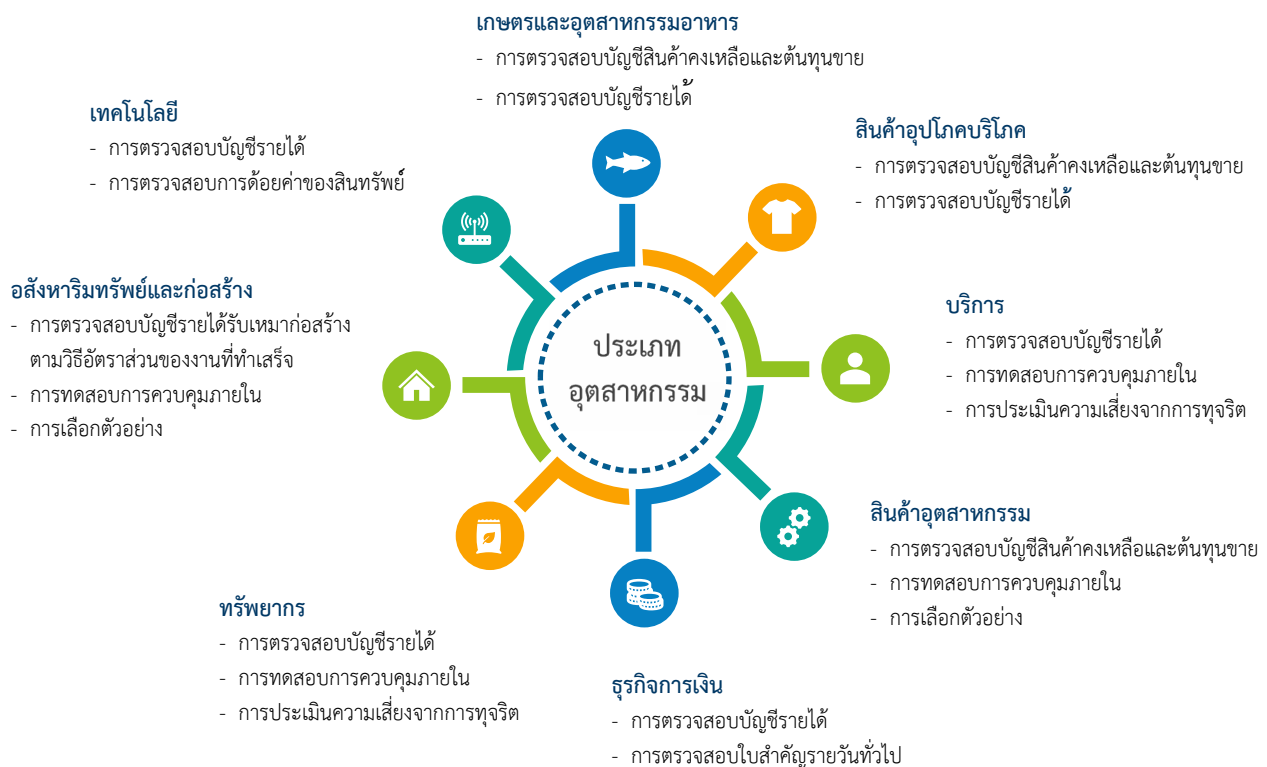 เกษตรและอุตสาหกรรมอาหาร
- การตรวจสอบบัญชีสินค้าคงเหลือและต้นทุนขาย
- การตรวจสอบบัญชีรายได้
เทคโนโลยี
- การตรวจสอบบัญชีรายได้
- การตรวจสอบการด้อยค่าของสินทรัพย์
สินค้าอุปโภคบริโภค
- การตรวจสอบบัญชีสินค้าคงเหลือและต้นทุนขาย
- การตรวจสอบบัญชีรายได้
อสังหาริมทรัพย์และก่อสร้าง
- การตรวจสอบบัญชีรายได้รับเหมาก่อสร้าง
ตามวิธีอัตราส่วนของงานที่ทำเสร็จ
- การทดสอบการควบคุมภายใน
- การเลือกตัวอย่าง
ประเภท
อุตสาหกรรม
บริการ
- การตรวจสอบบัญชีรายได้
- การทดสอบการควบคุมภายใน
- การประเมินความเสี่ยงจากการทุจริต
สินค้าอุตสาหกรรม
- การตรวจสอบบัญชีสินค้าคงเหลือและต้นทุนขาย
- การทดสอบการควบคุมภายใน
- การเลือกตัวอย่าง
ทรัพยากร
- การตรวจสอบบัญชีรายได้
- การทดสอบการควบคุมภายใน
- การประเมินความเสี่ยงจากการทุจริต
ธุรกิจการเงิน
- การตรวจสอบบัญชีรายได้
- การตรวจสอบใบสำคัญรายวันทั่วไป